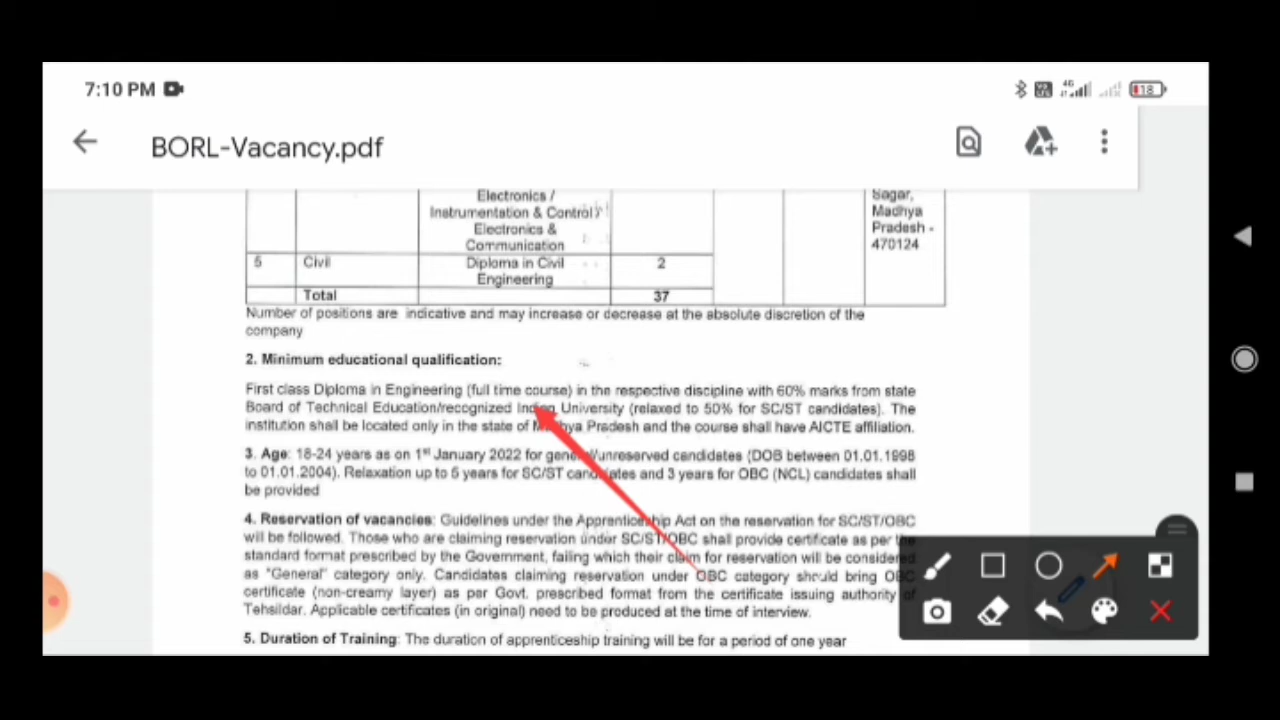 7:10 PM 4G 18
BORL-Vacancy.pdf
Electronics /
Instrumentation & Control /
Electronics &
Communication
Sagar,
Madhya
Pradesh -
470124
5 Civil Diploma in Civil
Engineering 2
Total 37
Number of positions are indicative and may increase or decrease at the absolute discretion of the
company
2. Minimum educational qualification:
First class Diploma in Engineering (full time course) in the respective discipline with 60% marks from state
Board of Technical Education/recognized Indian University (relaxed to 50% for SC/ST candidates). The
institution shall be located only in the state of Madhya Pradesh and the course shall have AICTE affiliation.
3. Age: 18-24 years as on 1st January 2022 for general/unreserved candidates (DOB between 01.01.1998
to 01.01.2004). Relaxation up to 5 years for SC/ST candidates and 3 years for OBC (NCL) candidates shall
be provided
4. Reservation of vacancies: Guidelines under the Apprenticeship Act on the reservation for SC/ST/OBC
will be followed. Those who are claiming reservation under SC/ST/OBC shall provide certificate as per the
standard format prescribed by the Government, failing which their claim for reservation will be considered
as "General" category only. Candidates claiming reservation under OBC category should bring OBC
certificate (non-creamy layer) as per Govt. prescribed format from the certificate issuing authority of
Tehsildar. Applicable certificates (in original) need to be produced at the time of interview.
5. Duration of Training: The duration of apprenticeship training will be for a period of one year